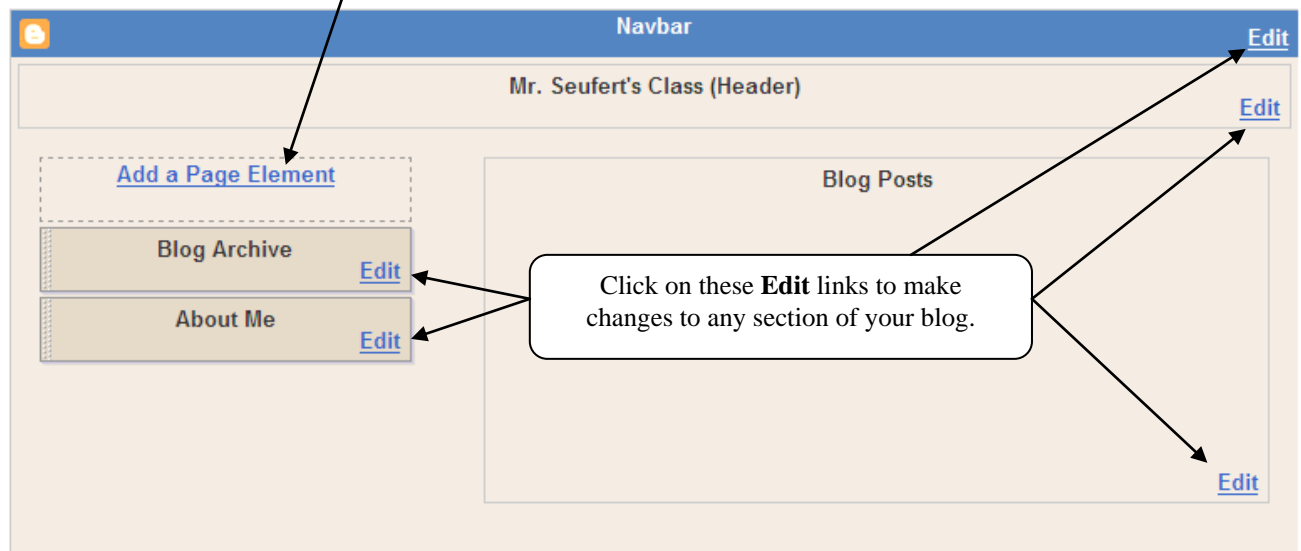 Navbar
Edit
Mr. Seufert's Class (Header)
Edit
Add a Page Element
Blog Archive
Edit
About Me
Edit
Blog Posts
Click on these Edit links to make
changes to any section of your blog.
Edit